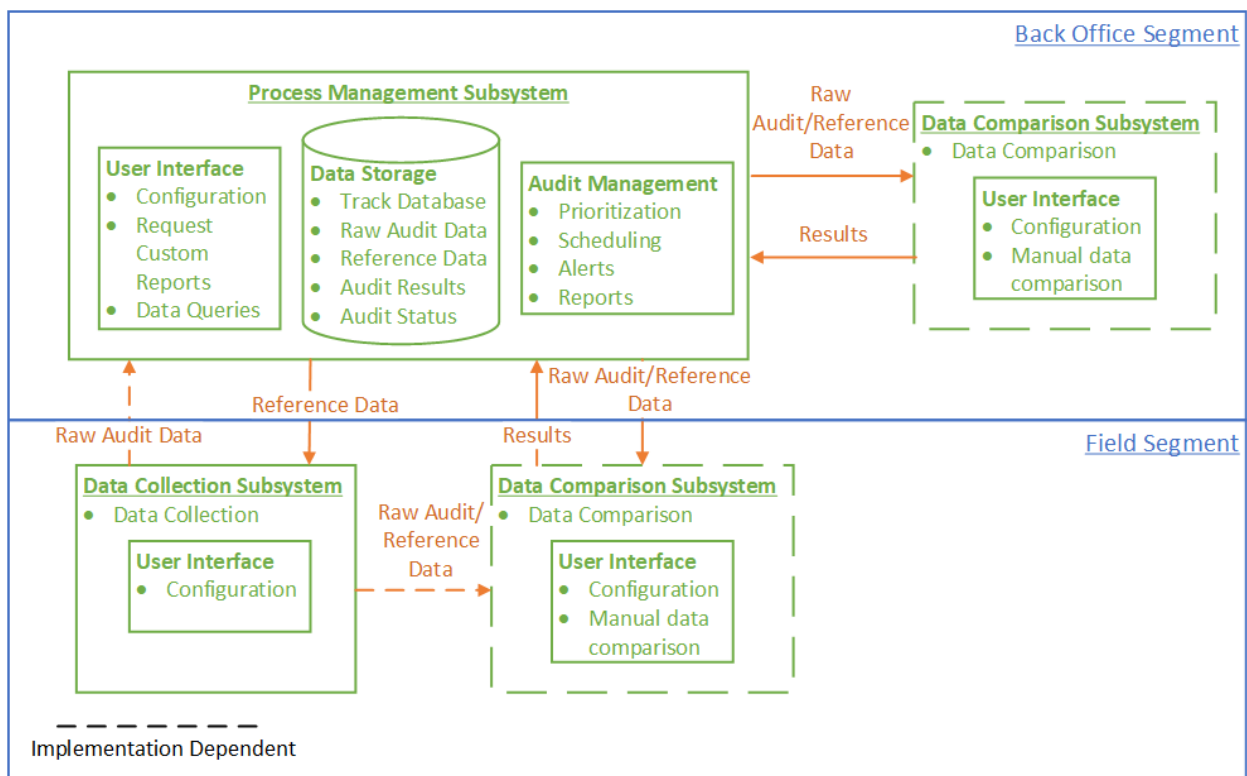 Back Office Segment
Process Management Subsystem
User Interface
• Configuration
• Request
Custom
Reports
• Data Queries
Data Storage
• Track Database
• Raw Audit Data
• Reference Data
• Audit Results
• Audit Status
Audit Management
• Prioritization
• Scheduling
• Alerts
• Reports
Raw
Audit/Reference
Data
Results
Data Comparison Subsystem
• Data Comparison
User Interface
• Configuration
• Manual data
comparison
Raw Audit Data
Reference Data
Results
Raw Audit/Reference
Data
Field Segment
Data Collection Subsystem
• Data Collection
User Interface
• Configuration
Raw Audit/
Reference
Data
Data Comparison Subsystem
• Data Comparison
User Interface
• Configuration
• Manual data
comparison
Implementation Dependent